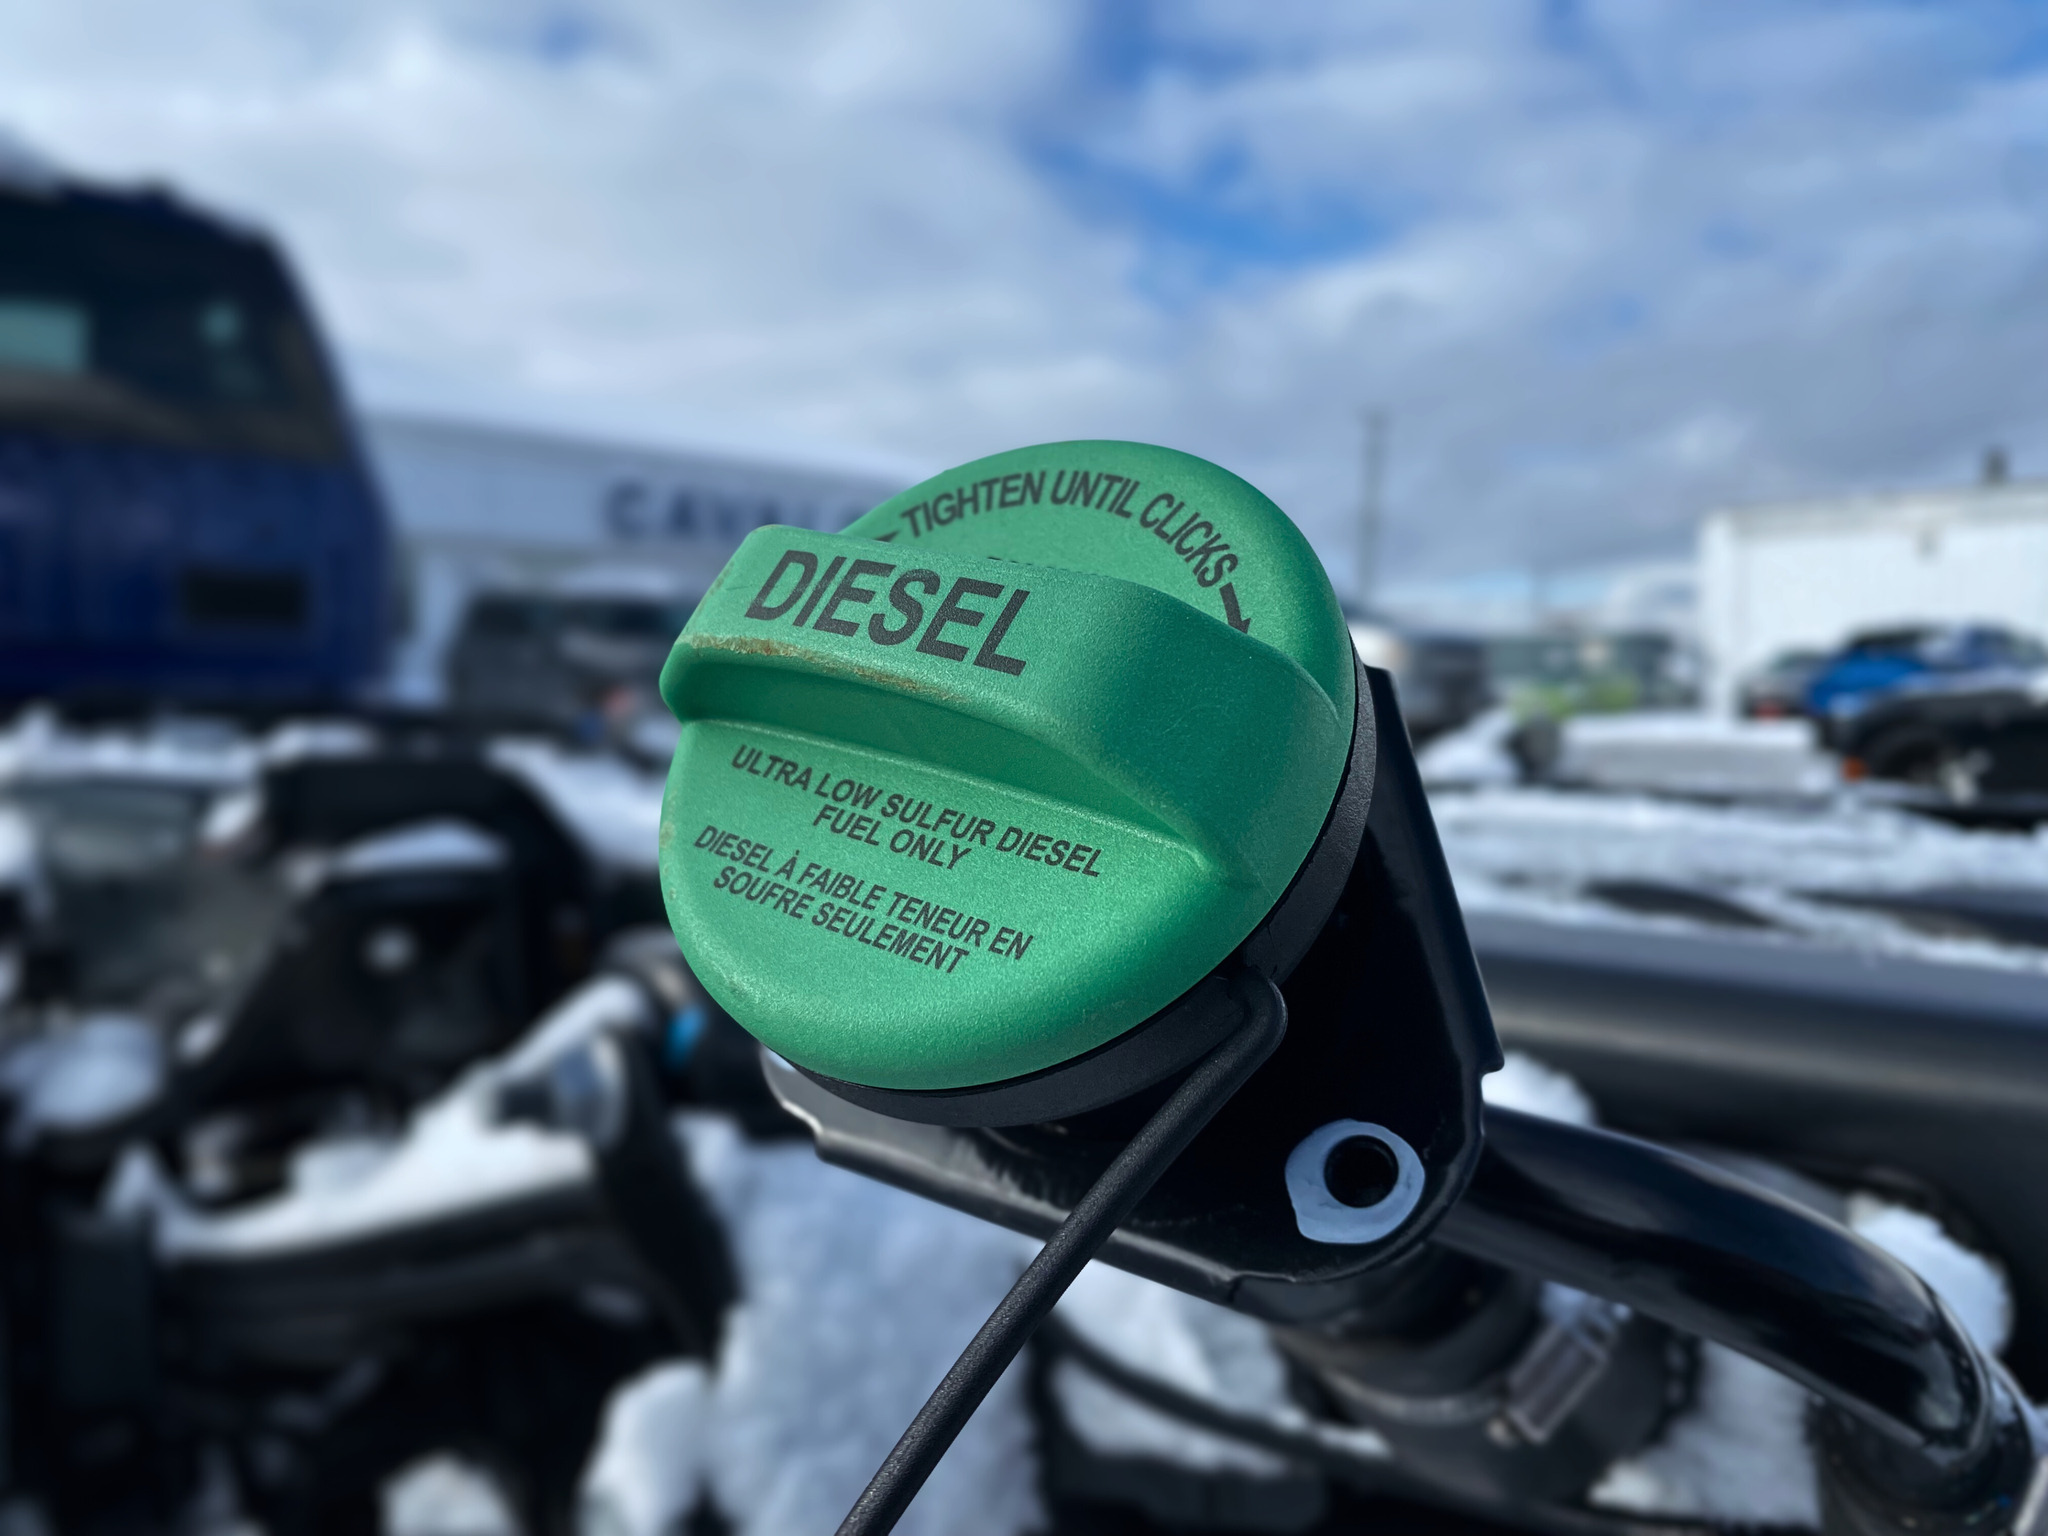 TIGHTEN UNTIL CLICKS
DIESEL
ULTRA LOW SULFUR DIESEL
FUEL ONLY
DIESEL À FAIBLE TENEUR EN
SOUFRE SEULEMENT